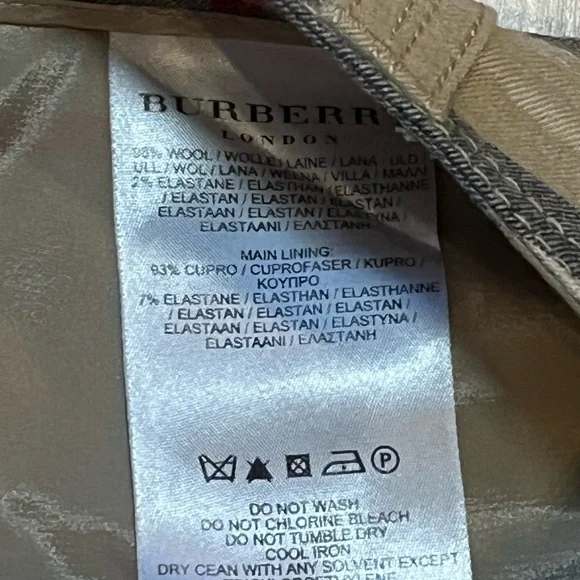 BURBERR
LONDON
98% WOOL / WOLLE / LAINE / LANA / ULD /
ULL / WOL / LANA / WEŁNA / VILLA / ΜΑΛΛΙ
2% ELASTANE / ELASTHAN / ELASTHANNE
/ ELASTAN / ELASTAN / ELASTAN /
ELASTAAN / ELASTAN / ELASTYNA /
ELASTAANI / ΕΛΑΣΤΑΝΗ
MAIN LINING:
93% CUPRO / CUPROFASER / KUPRO /
ΚΟΥΠΡΟ
7% ELASTANE / ELASTHAN / ELASTHANNE
/ ELASTAN / ELASTAN / ELASTAN /
ELASTAAN / ELASTAN / ELASTYNA /
ELASTAANI / ΕΛΑΣΤΑΝΗ
P
DO NOT WASH
DO NOT CHLORINE BLEACH
DO NOT TUMBLE DRY
COOL IRON
DRY CEAN WITH ANY SOLVENT EXCEPT